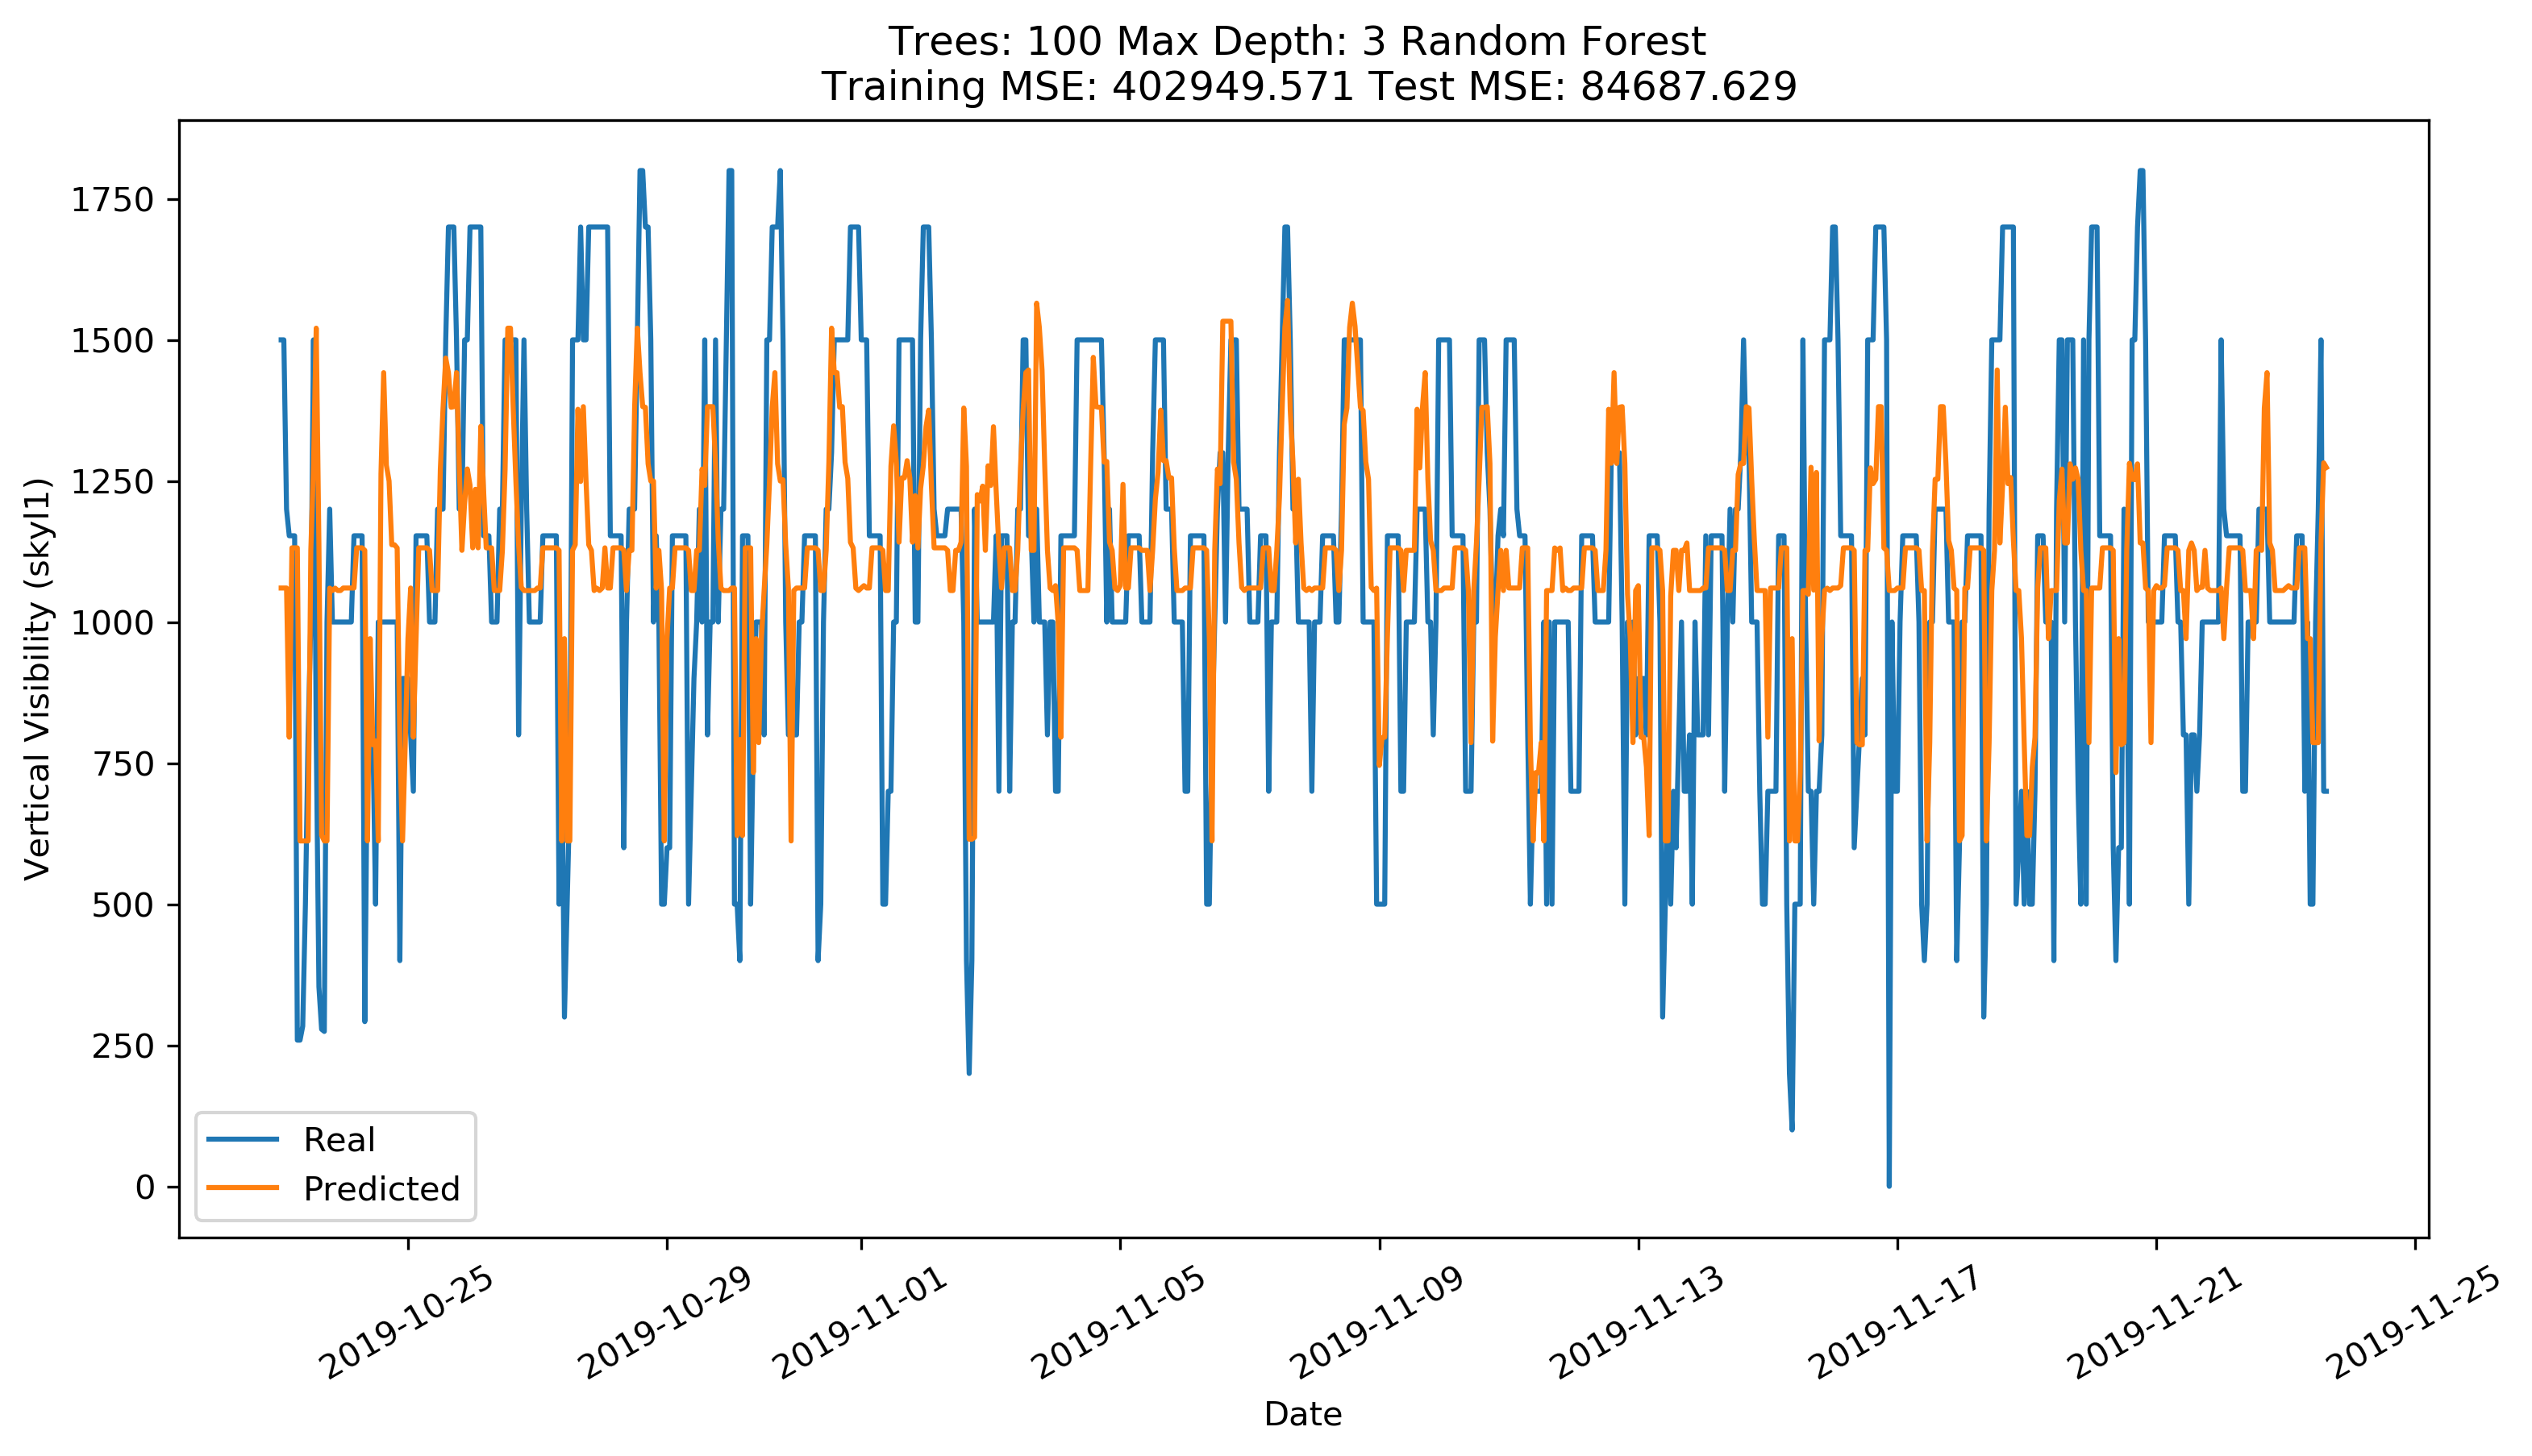 Trees: 100 Max Depth: 3 Random Forest
Training MSE: 402949.571 Test MSE: 84687.629
Vertical Visibility (skyl1)
1750
1500
1250
1000
750
500
250
0
Real
Predicted
2019-10-25
2019-10-29
2019-11-01
2019-11-05
2019-11-09
2019-11-13
2019-11-17
2019-11-21
2019-11-25
Date